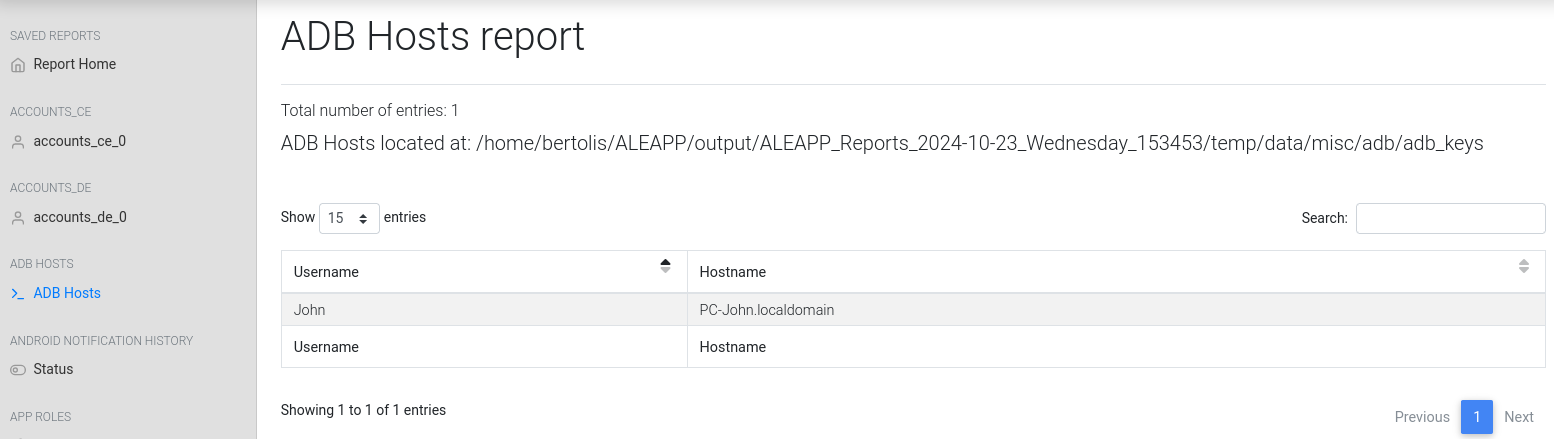 SAVED REPORTS
Report Home
ACCOUNTS_CE
accounts_ce_0
ACCOUNTS_DE
accounts_de_0
ADB HOSTS
ADB Hosts
ANDROID NOTIFICATION HISTORY
Status
APP ROLES
ADB Hosts report
Total number of entries: 1
ADB Hosts located at: /home/bertolis/ALEAPP/output/ALEAPP_Reports_2024-10-23_Wednesday_153453/temp/data/misc/adb/adb_keys
Show 15 entries Search:
Username Hostname
John PC-John.localdomain
Username Hostname
Showing 1 to 1 of 1 entries Previous 1 Next